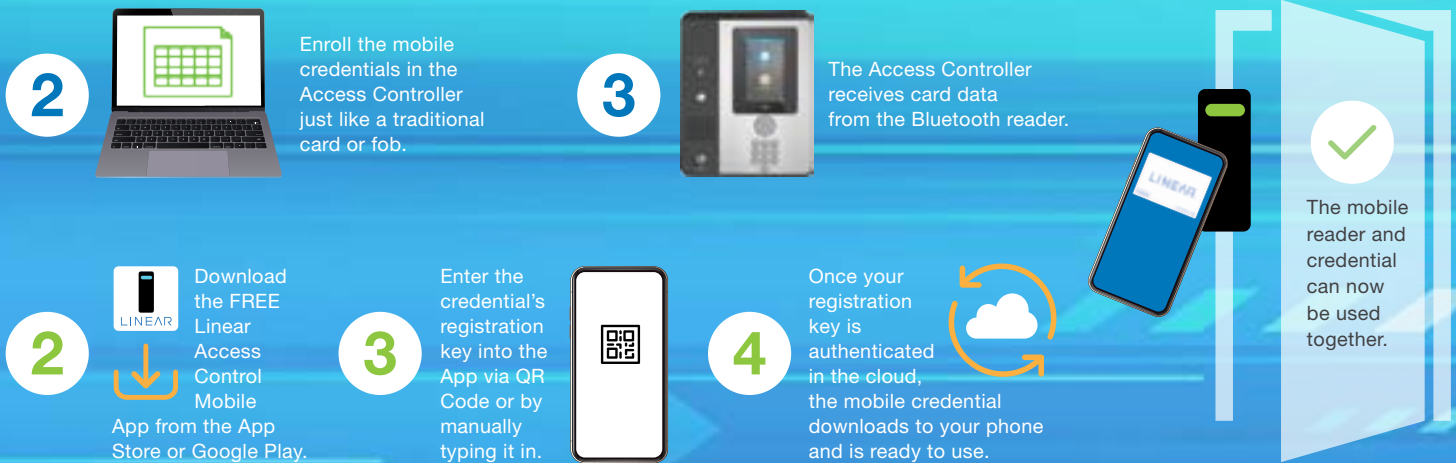 2
Enroll the mobile
credentials in the
Access Controller
just like a traditional
card or fob.
3
The Access Controller
receives card data
from the Bluetooth reader.
LINEAR
The mobile
reader and
credential
can now
be used
together.
2
LINEAR
Download
the FREE
Linear
Access
Control
Mobile
App from the App
Store or Google Play.
3
Enter the
credential’s
registration
key into the
App via QR
Code or by
manually
typing it in.
4
Once your
registration
key is
authenticated
in the cloud,
the mobile credential
downloads to your phone
and is ready to use.